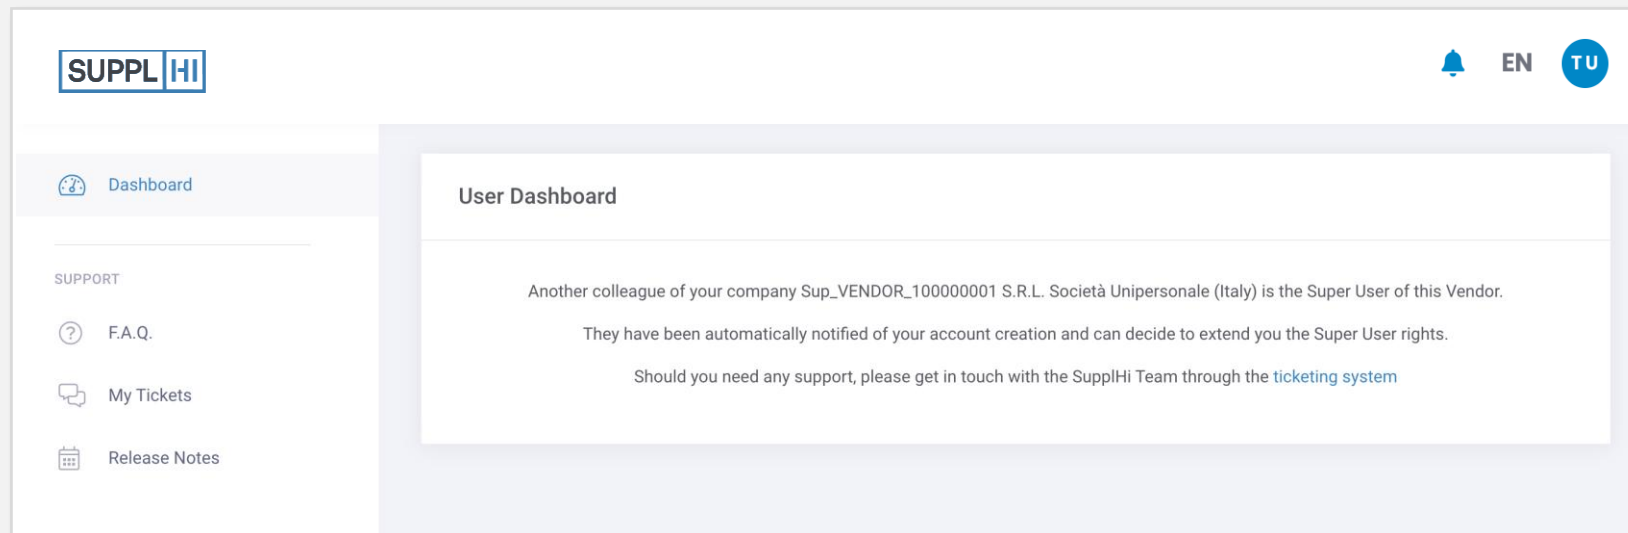 SUPPLHI
EN
TU
Dashboard
SUPPORT
F.A.Q.
My Tickets
Release Notes
User Dashboard
Another colleague of your company Sup_VENDOR_100000001 S.R.L. Società Unipersonale (Italy) is the Super User of this Vendor.
They have been automatically notified of your account creation and can decide to extend you the Super User rights.
Should you need any support, please get in touch with the SupplHi Team through the ticketing system